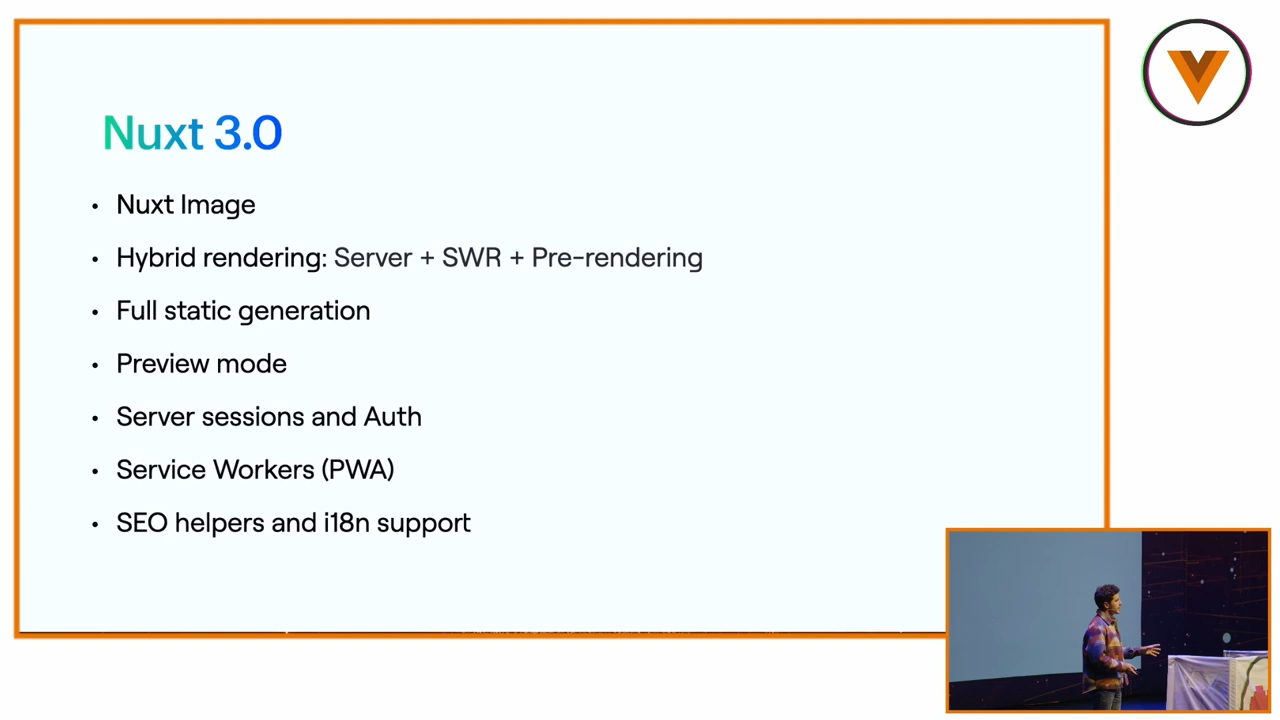 Nuxt 3.0
• Nuxt Image
• Hybrid rendering: Server + SWR + Pre-rendering
• Full static generation
• Preview mode
• Server sessions and Auth
• Service Workers (PWA)
• SEO helpers and i18n support